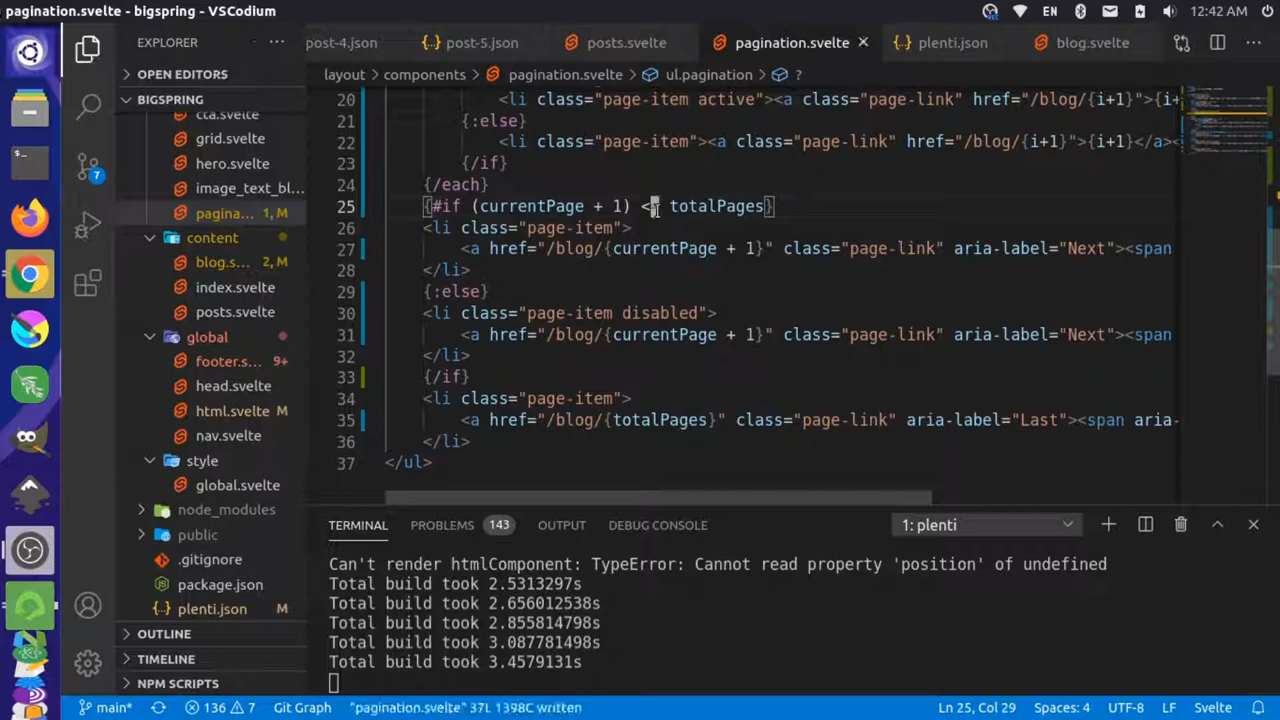 pagination.svelte - bigspring - VSCodium
EN
12:42 AM
EXPLORER
post-4.json
post-5.json
posts.svelte
pagination.svelte
plenti.json
blog.svelte
OPEN EDITORS
layout > components > pagination.svelte > ul.pagination > ?
BIGSPRING
cta.svelte
grid.svelte
hero.svelte
image_text_bl...
pagina... 1, M
content
blog.s... 2, M
index.svelte
posts.svelte
global
footer.s... 9+
head.svelte
html.svelte M
nav.svelte
style
global.svelte
node_modules
public
.gitignore
package.json
plenti.json M
OUTLINE
TIMELINE
NPM SCRIPTS
7
20 <li class="page-item active"><a class="page-link" href="/blog/{i+1}">{i+
21 {:else}
22 <li class="page-item"><a class="page-link" href="/blog/{i+1}">{i+1}</a>
23 {/if}
24 {/each}
25 {#if (currentPage + 1) < totalPages}
26 <li class="page-item">
27 <a href="/blog/{currentPage + 1}" class="page-link" aria-label="Next"><span
28 </li>
29 {:else}
30 <li class="page-item disabled">
31 <a href="/blog/{currentPage + 1}" class="page-link" aria-label="Next"><span
32 </li>
33 {/if}
34 <li class="page-item">
35 <a href="/blog/{totalPages}" class="page-link" aria-label="Last"><span aria-
36 </li>
37 </ul>
TERMINAL
PROBLEMS 143
OUTPUT
DEBUG CONSOLE
1: plenti
Can't render htmlComponent: TypeError: Cannot read property 'position' of undefined
Total build took 2.5313297s
Total build took 2.656012538s
Total build took 2.855814798s
Total build took 3.087781498s
Total build took 3.4579131s
main*
136
7
Git Graph
"pagination.svelte" 37L 1398C written
Ln 25, Col 29
Spaces: 4
UTF-8
LF
Svelte